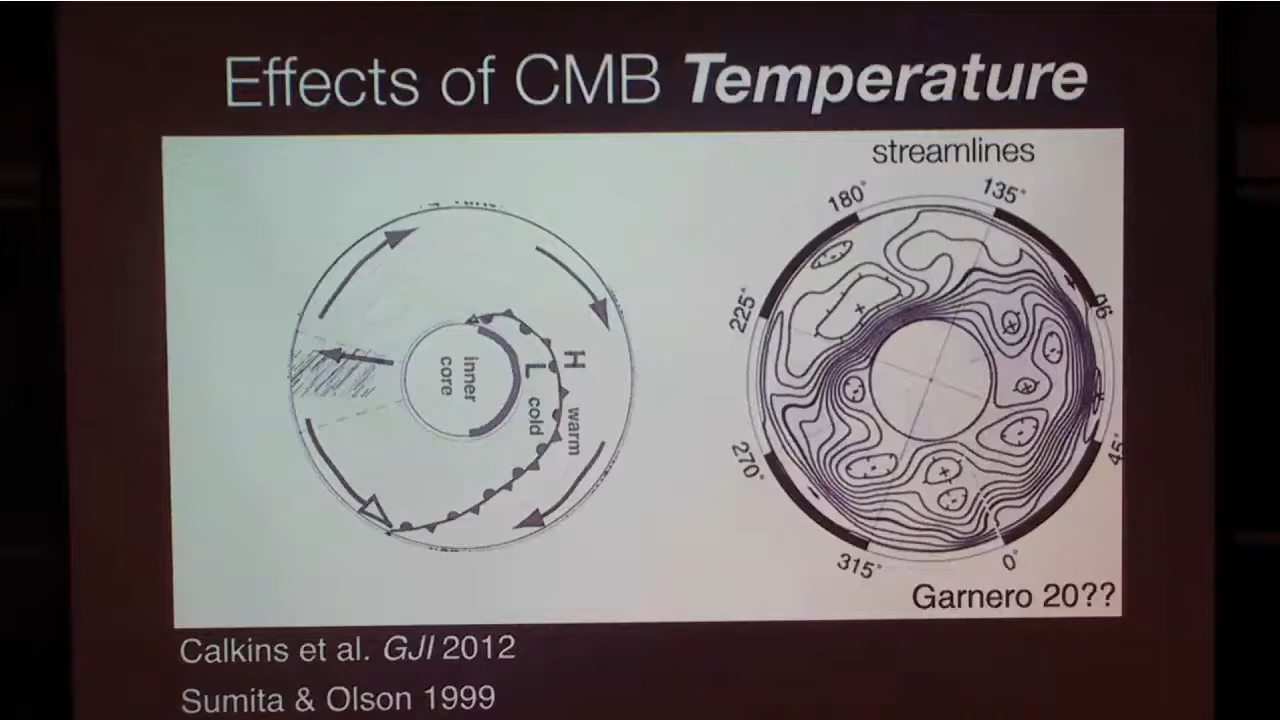 Effects of CMB Temperature
streamlines
180°
135°
225°
90
H
L
inner
core
cold
warm
270°
45°
315°
0°
Garnero 20??
Calkins et al. GJI 2012
Sumita & Olson 1999